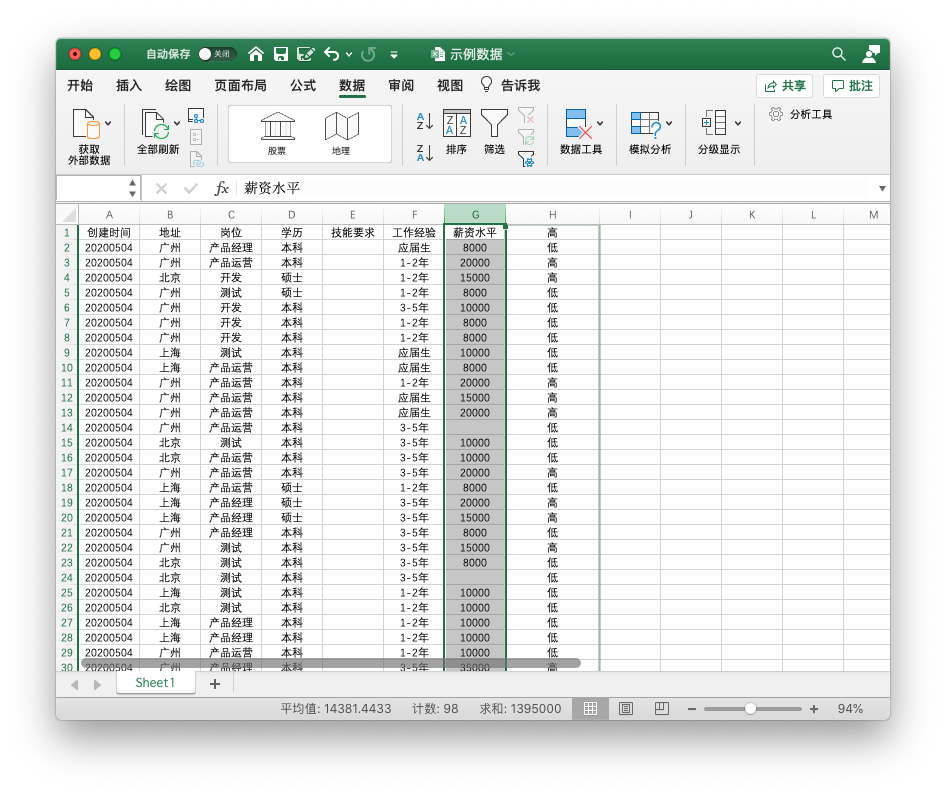 自动保存 关闭 示例数据
开始 插入 绘图 页面布局 公式 数据 审阅 视图 告诉我 共享 批注
获取外部数据 全部刷新 股票 地理 排序 筛选 数据工具 模拟分析 分级显示 分析工具
fx 薪资水平
A B C D E F G H I J K L M
1 创建时间 地址 岗位 学历 技能要求 工作经验 薪资水平 高
2 20200504 广州 产品经理 本科 应届生 8000 低
3 20200504 广州 产品运营 本科 1-2年 20000 高
4 20200504 北京 开发 硕士 1-2年 15000 高
5 20200504 广州 测试 硕士 1-2年 8000 低
6 20200504 广州 开发 本科 3-5年 10000 低
7 20200504 广州 开发 本科 1-2年 8000 低
8 20200504 广州 开发 本科 1-2年 8000 低
9 20200504 上海 测试 本科 应届生 10000 低
10 20200504 上海 产品运营 本科 应届生 8000 低
11 20200504 广州 产品运营 本科 1-2年 20000 高
12 20200504 广州 产品运营 本科 应届生 15000 高
13 20200504 广州 产品运营 本科 应届生 20000 高
14 20200504 广州 产品运营 本科 3-5年 低
15 20200504 北京 测试 本科 3-5年 10000 低
16 20200504 北京 产品运营 本科 3-5年 10000 低
17 20200504 广州 产品运营 本科 3-5年 20000 高
18 20200504 上海 产品运营 硕士 1-2年 8000 低
19 20200504 上海 产品经理 硕士 3-5年 20000 高
20 20200504 上海 产品经理 硕士 3-5年 15000 高
21 20200504 广州 产品经理 本科 3-5年 8000 低
22 20200504 广州 测试 本科 3-5年 15000 高
23 20200504 北京 测试 本科 3-5年 8000 低
24 20200504 北京 测试 本科 3-5年 低
25 20200504 上海 测试 本科 1-2年 10000 低
26 20200504 北京 测试 本科 1-2年 10000 低
27 20200504 上海 产品经理 本科 1-2年 10000 低
28 20200504 上海 产品经理 本科 1-2年 10000 低
29 20200504 广州 产品经理 本科 1-2年 10000 低
30 20200504 广州 产品经理 本科 3-5年 35000 高
Sheet1
平均值: 14381.4433 计数: 98 求和: 1395000 94%